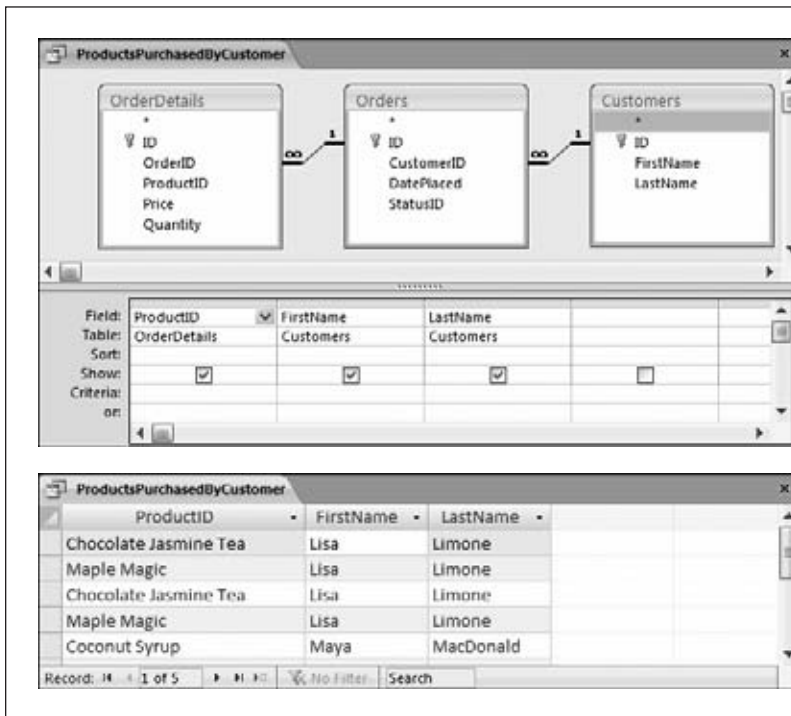 ProductsPurchasedByCustomer
OrderDetails
*
ID
OrderID
ProductID
Price
Quantity
∞ 1
Orders
*
ID
CustomerID
DatePlaced
StatusID
∞ 1
Customers
*
ID
FirstName
LastName
Field: ProductID FirstName LastName
Table: OrderDetails Customers Customers
Sort:
Show:
Criteria:
or:
ProductsPurchasedByCustomer
ProductID FirstName LastName
Chocolate Jasmine Tea Lisa Limone
Maple Magic Lisa Limone
Chocolate Jasmine Tea Lisa Limone
Maple Magic Lisa Limone
Coconut Syrup Maya MacDonald
Record: 1 of 5 No Filter Search